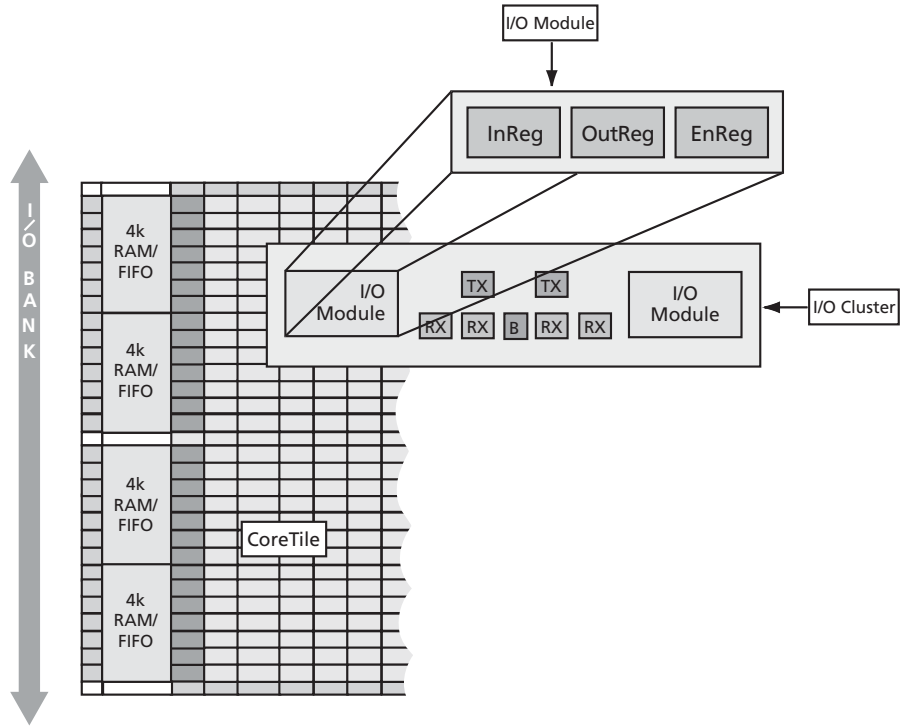 I/O Module
InReg
OutReg
EnReg
I/O BANK
4k
RAM/
FIFO
I/O
Module
TX
TX
RX
RX
B
RX
RX
I/O
Module
I/O Cluster
4k
RAM/
FIFO
4k
RAM/
FIFO
CoreTile
4k
RAM/
FIFO